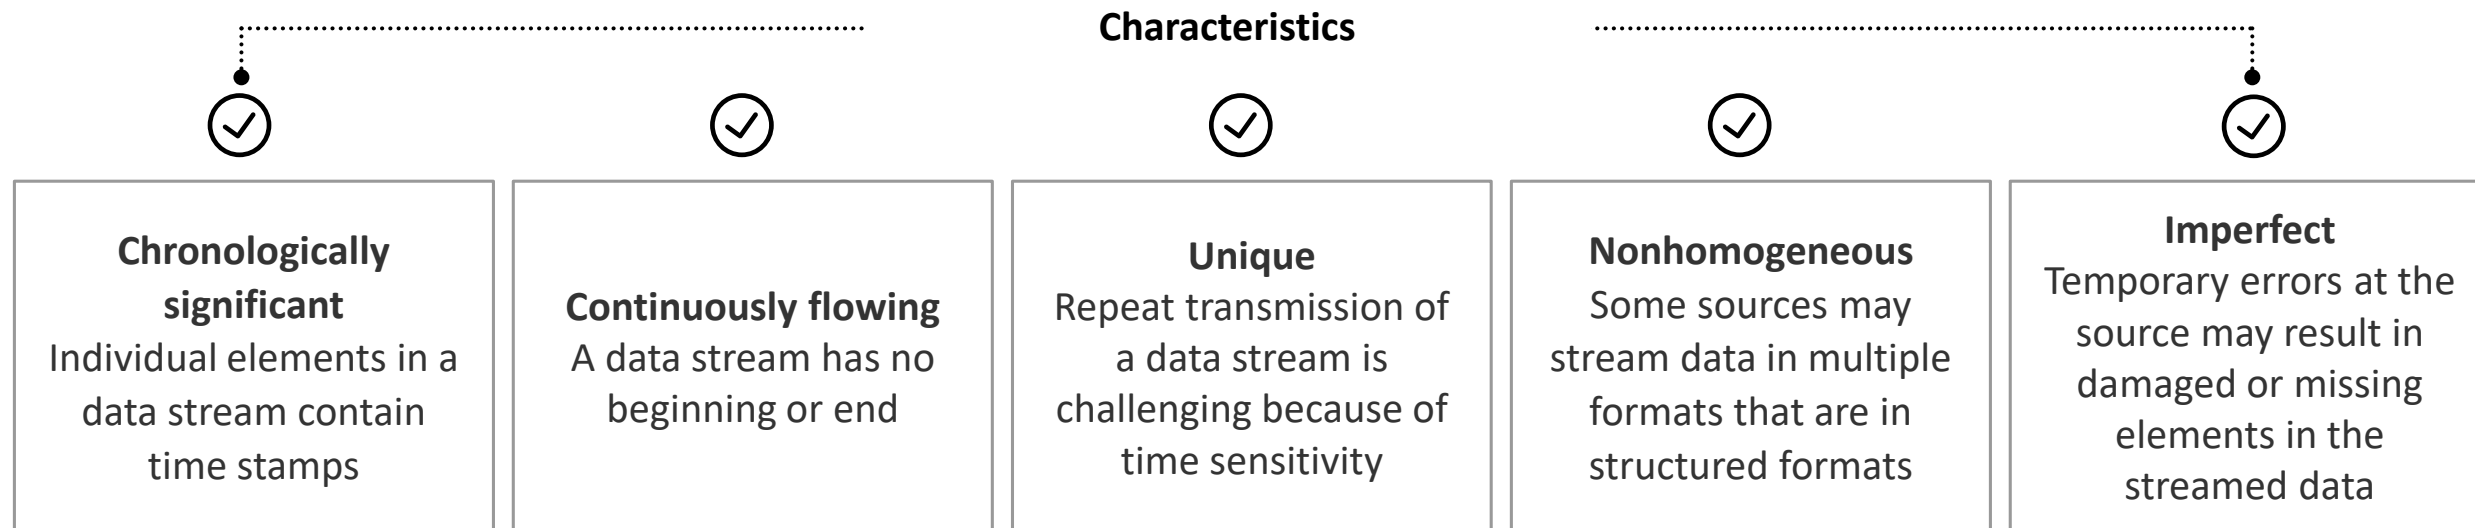 Characteristics
Chronologically
significant
Individual elements in a
data stream contain
time stamps
Continuously flowing
A data stream has no
beginning or end
Unique
Repeat transmission of
a data stream is
challenging because of
time sensitivity
Nonhomogeneous
Some sources may
stream data in multiple
formats that are in
structured formats
Imperfect
Temporary errors at the
source may result in
damaged or missing
elements in the
streamed data